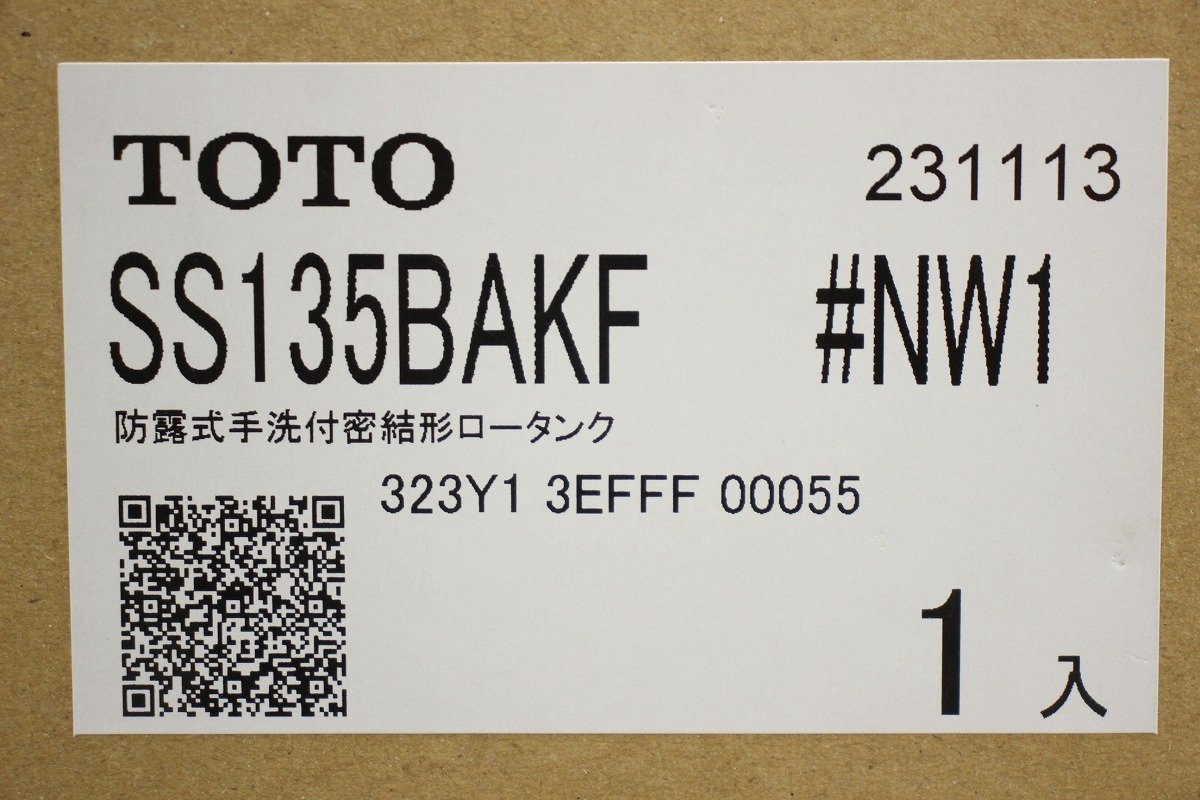 TOTO 231113
SS135BAKF #NW1
防露式手洗付密結形ロータンク
323Y1 3EFFF 00055
1 入